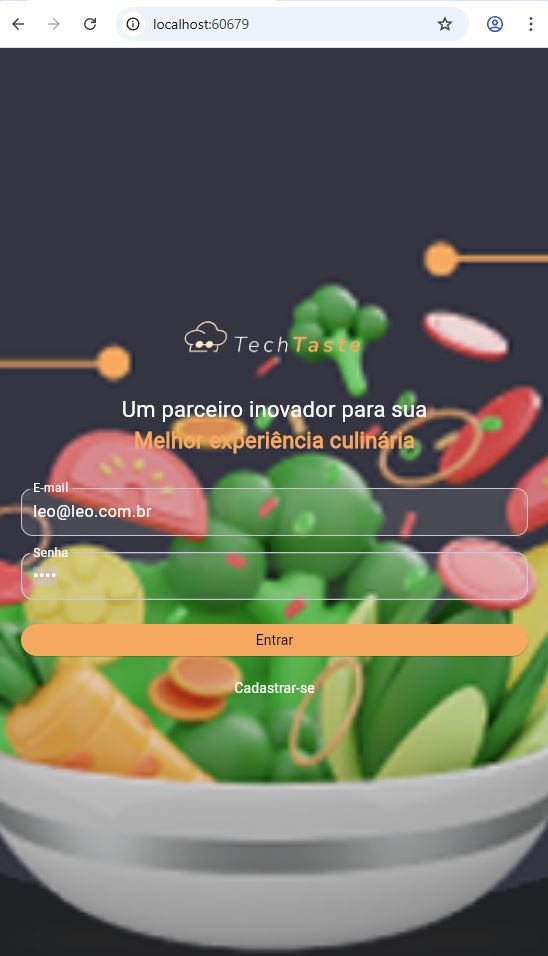 localhost:60679
TechTaste
Um parceiro inovador para sua
Melhor experiência culinária
E-mail
leo@leo.com.br
Senha
••••
Entrar
Cadastrar-se